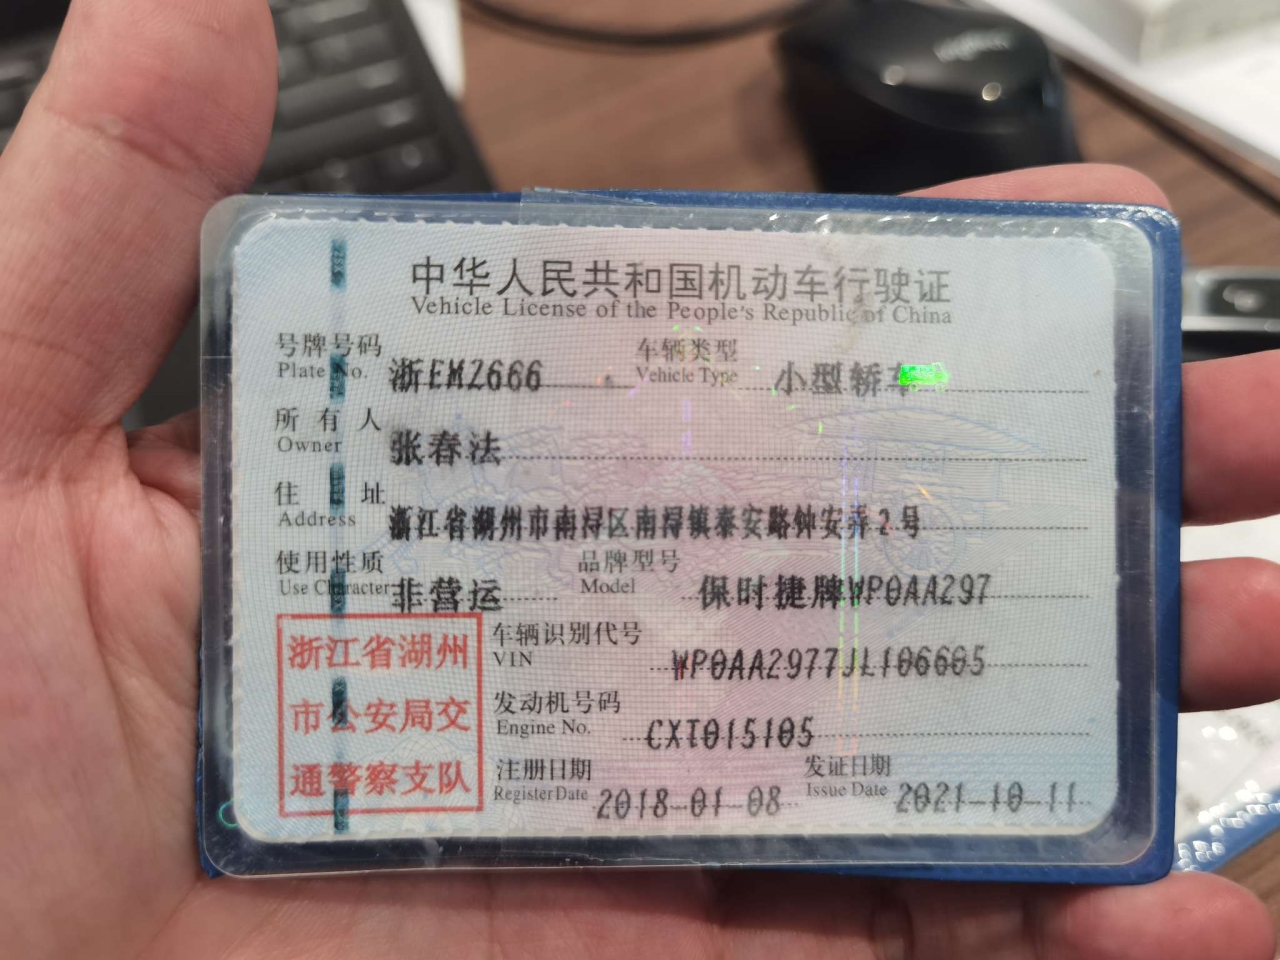 中华人民共和国机动车行驶证
Vehicle License of the People's Republic of China
号牌号码 浙EMZ666 车辆类型 小型轿车
Plate No. Vehicle Type
所有人 张春法
Owner
住址 浙江省湖州市南浔区南浔镇泰安路钟安弄2号
Address
使用性质 非营运 品牌型号 保时捷牌WP0AA297
Use Character Model
浙江省湖州
市公安局交
通警察支队
车辆识别代号 WP0AA2977JL106605
VIN
发动机号码 CXT015105
Engine No.
注册日期 2018-01-08 发证日期 2021-10-11
Register Date Issue Date